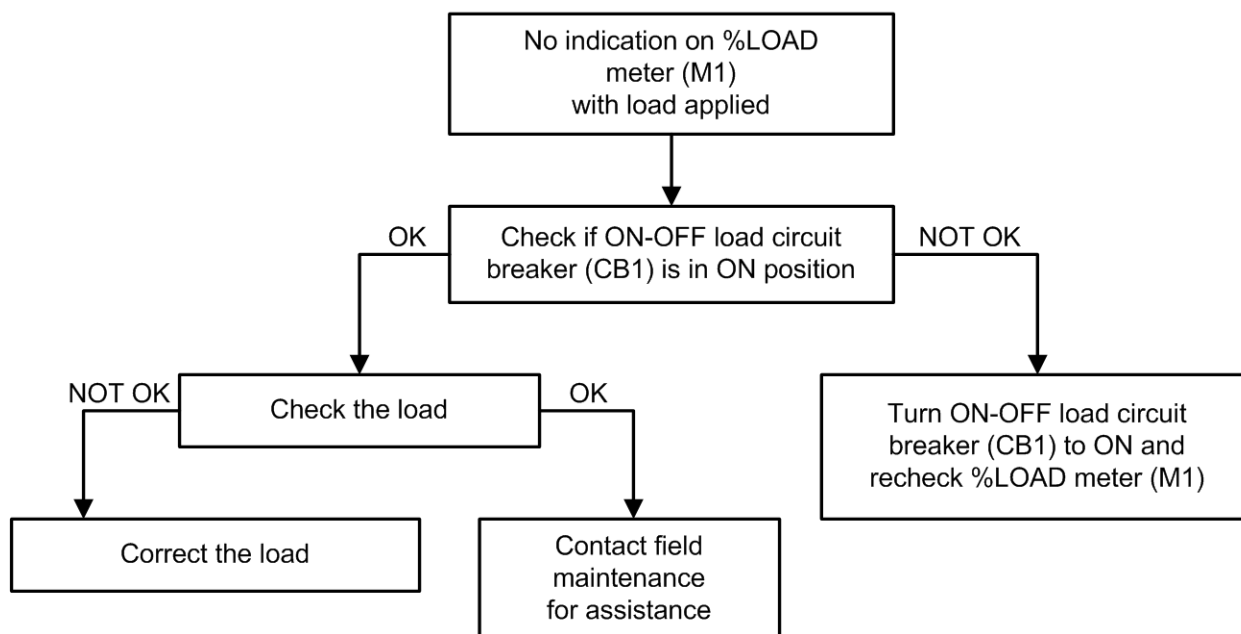 No indication on %LOAD
meter (M1)
with load applied
OK
Check if ON-OFF load circuit
breaker (CB1) is in ON position
NOT OK
NOT OK
Check the load
OK
Turn ON-OFF load circuit
breaker (CB1) to ON and
recheck %LOAD meter (M1)
Correct the load
Contact field
maintenance
for assistance